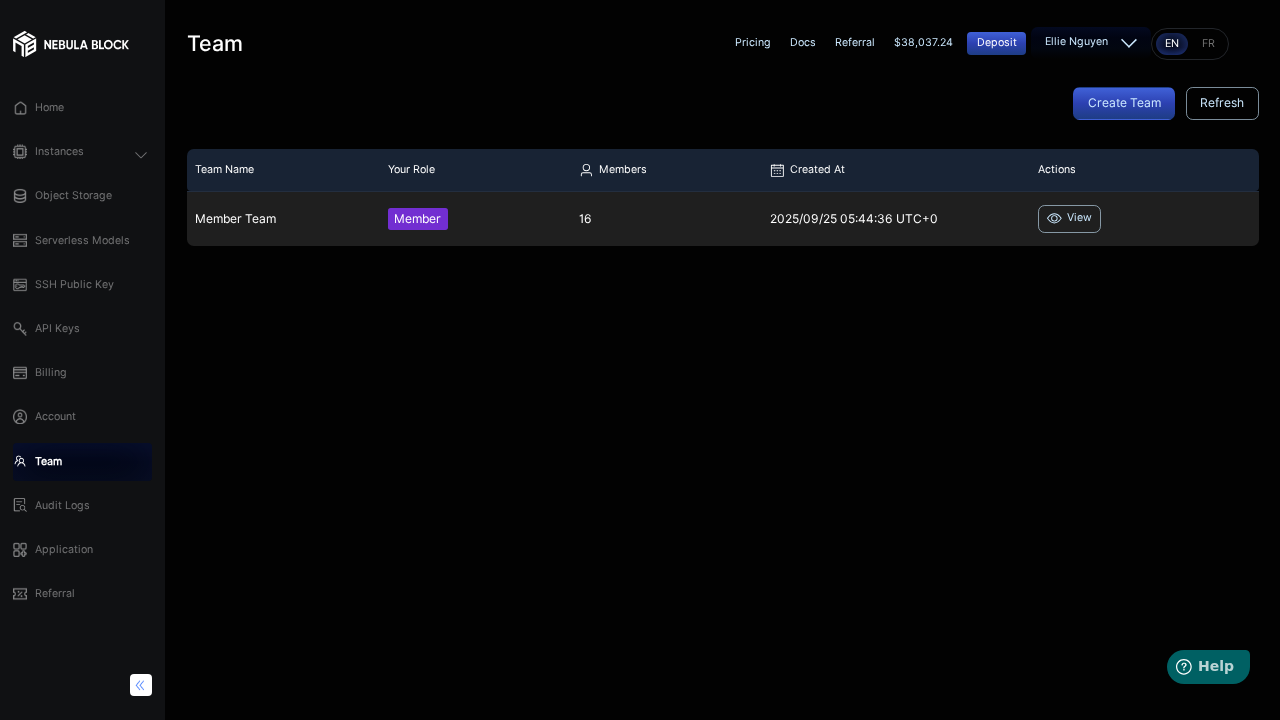 NEBULA BLOCK
Home
Instances
Object Storage
Serverless Models
SSH Public Key
API Keys
Billing
Account
Team
Audit Logs
Application
Referral
Team
Pricing Docs Referral $38,037.24 Deposit Ellie Nguyen EN FR
Create Team Refresh
Team Name Your Role Members Created At Actions
Member Team Member 16 2025/09/25 05:44:36 UTC+0 View
Help